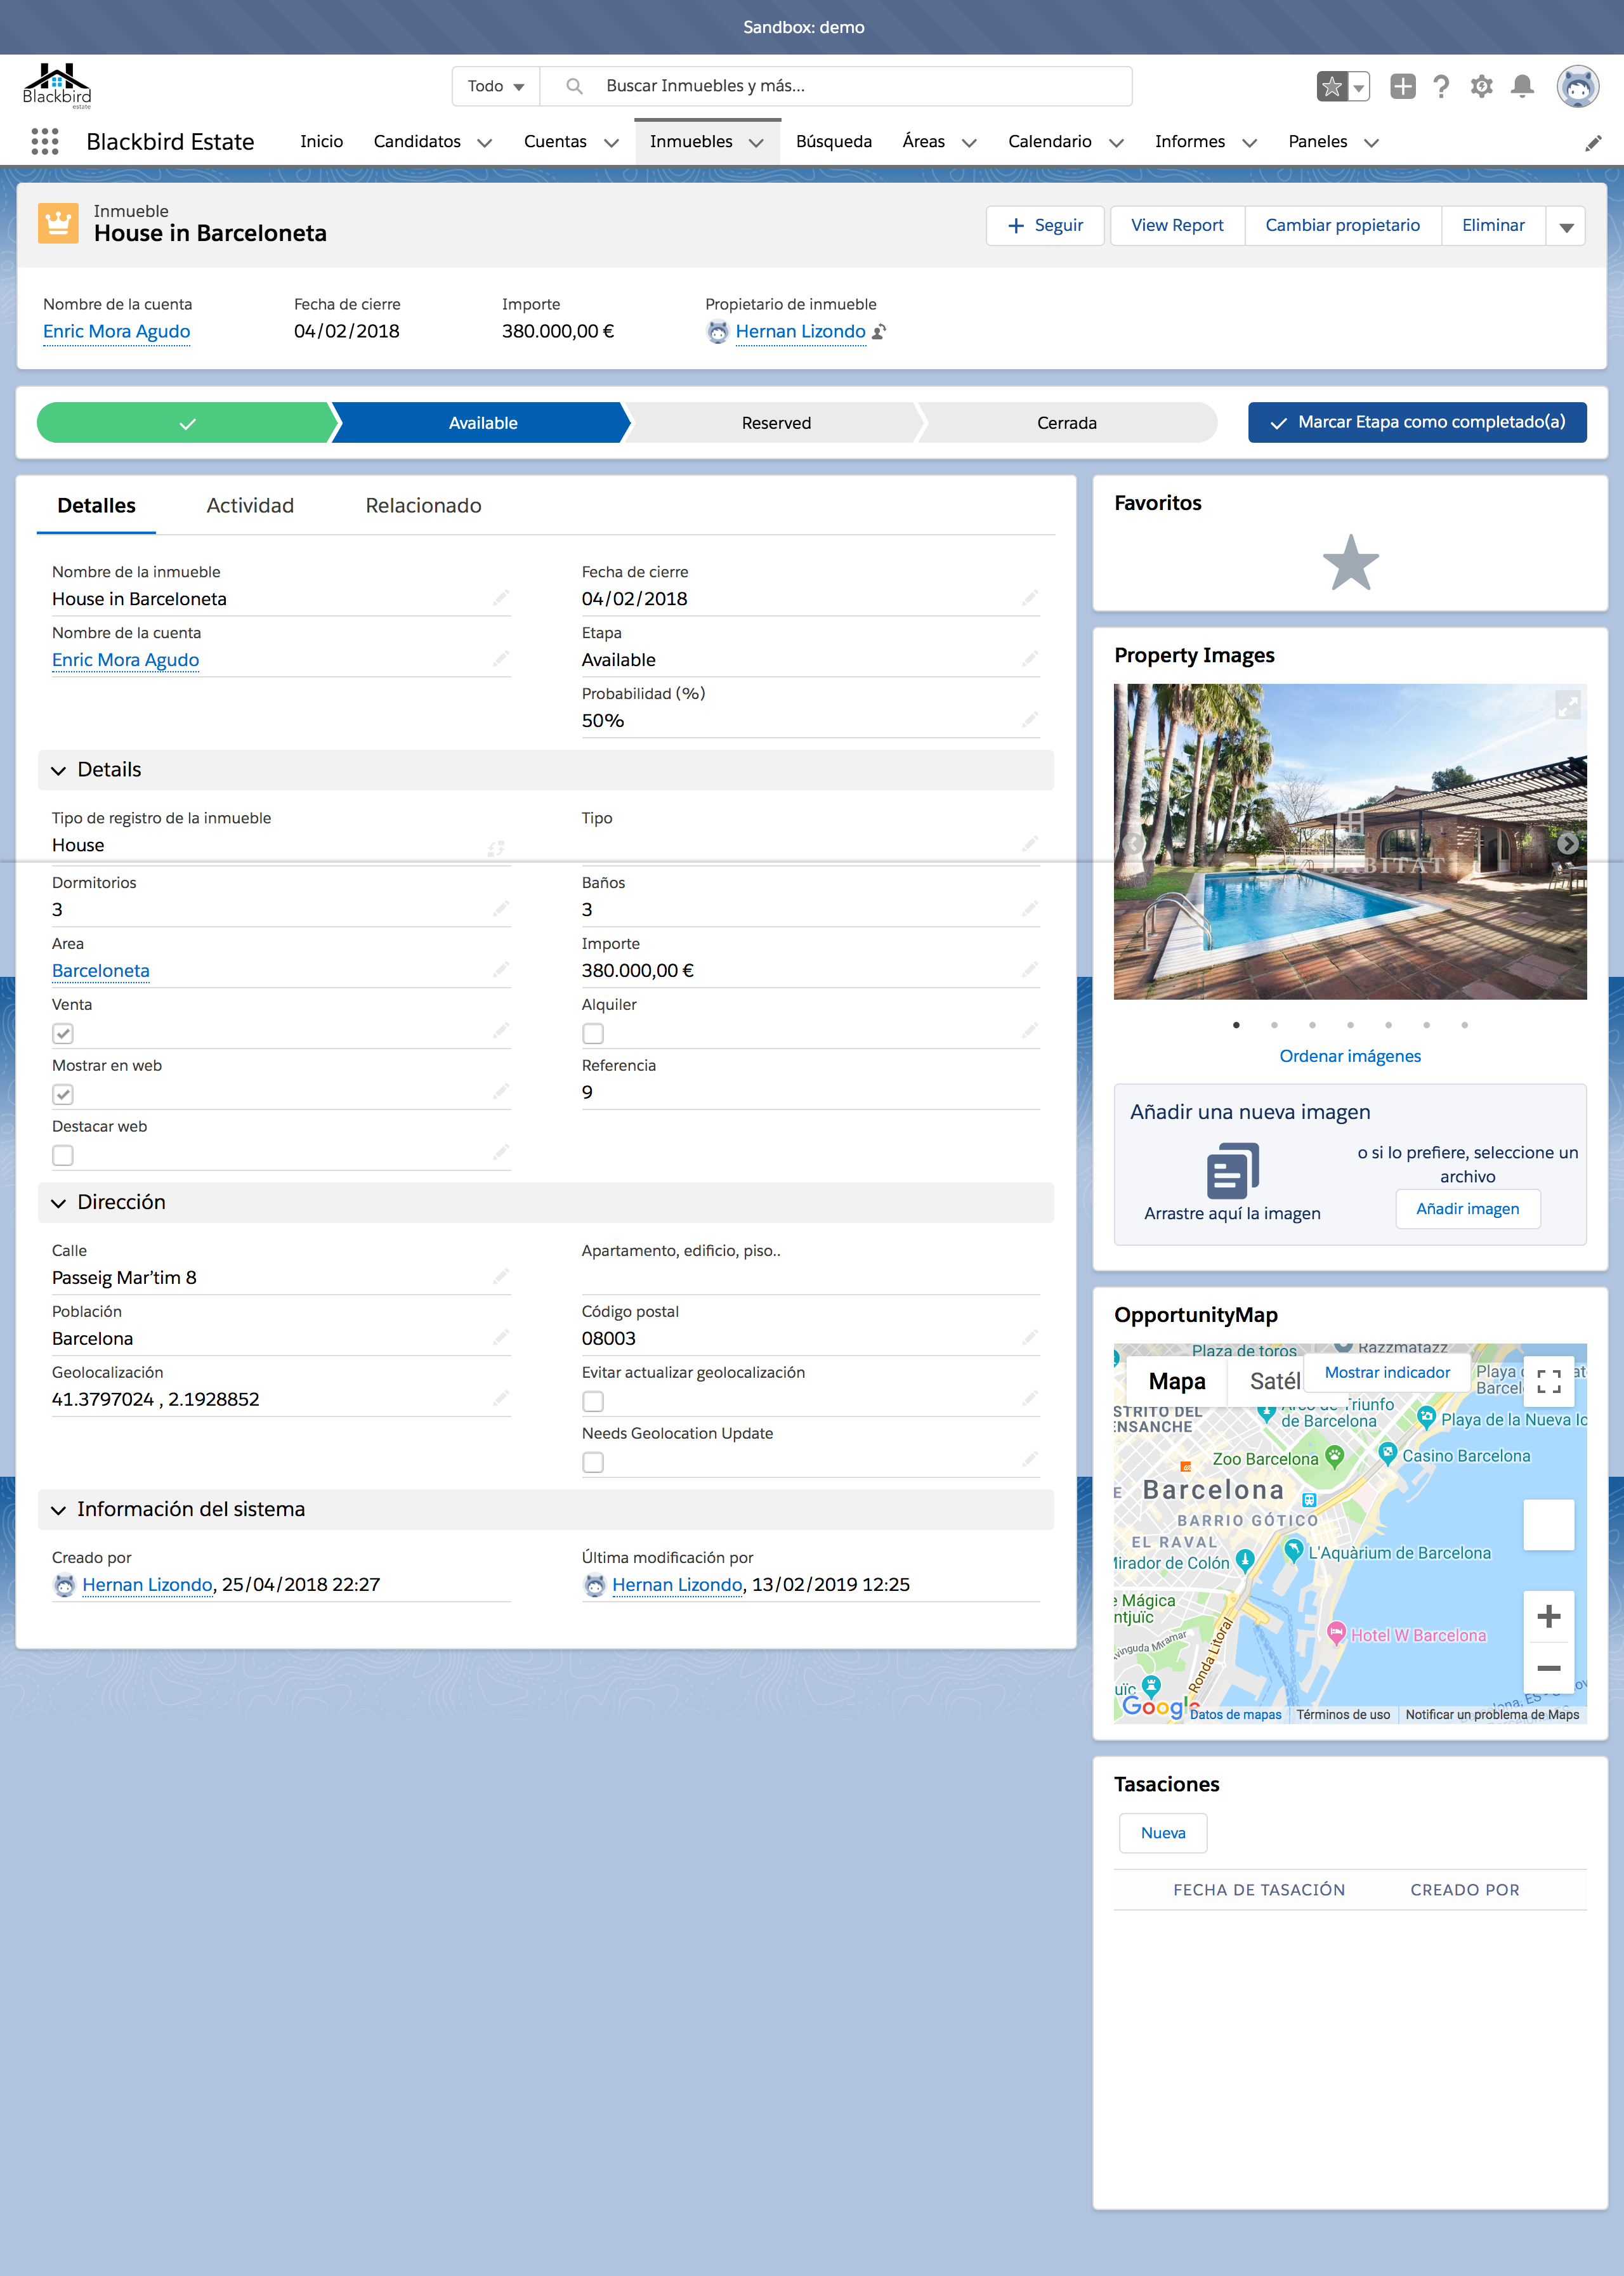 Sandbox: demo
Blackbird
estate
Todo
Buscar Inmuebles y más...
Blackbird Estate
Inicio
Candidatos
Cuentas
Inmuebles
Búsqueda
Áreas
Calendario
Informes
Paneles
Inmueble
House in Barceloneta
Seguir
View Report
Cambiar propietario
Eliminar
Nombre de la cuenta
Enric Mora Agudo
Fecha de cierre
04/02/2018
Importe
380.000,00 €
Propietario de inmueble
Hernan Lizondo
Available
Reserved
Cerrada
Marcar Etapa como completado(a)
Detalles
Actividad
Relacionado
Nombre de la inmueble
House in Barceloneta
Fecha de cierre
04/02/2018
Nombre de la cuenta
Enric Mora Agudo
Etapa
Available
Probabilidad (%)
50%
Details
Tipo de registro de la inmueble
House
Tipo
Dormitorios
3
Baños
3
Area
Barceloneta
Importe
380.000,00 €
Venta
Alquiler
Mostrar en web
Referencia
9
Destacar web
Dirección
Calle
Passeig Mar'tim 8
Apartamento, edificio, piso..
Población
Barcelona
Código postal
08003
Geolocalización
41.3797024 , 2.1928852
Evitar actualizar geolocalización
Needs Geolocation Update
Información del sistema
Creado por
Hernan Lizondo, 25/04/2018 22:27
Última modificación por
Hernan Lizondo, 13/02/2019 12:25
Favoritos
Property Images
Ordenar imágenes
Añadir una nueva imagen
Arrastre aquí la imagen
o si lo prefiere, seleccione un
archivo
Añadir imagen
OpportunityMap
Plaza de toros
Razzmatazz
Mapa
Satél
Mostrar indicador
Playa
Barcel
STRITO DEL
ENSANCHE
Arco de Triunfo
de Barcelona
Playa de la Nueva Ic
Zoo Barcelona
Casino Barcelona
Barcelona
BARRIO GÓTICO
EL RAVAL
Mirador de Colón
L'Aquàrium de Barcelona
e Mágica
ntjuïc
Hotel W Barcelona
Ronda Litoral
vinguda Miramar
uïc
Google
Datos de mapas
Términos de uso
Notificar un problema de Maps
Tasaciones
Nueva
FECHA DE TASACIÓN
CREADO POR